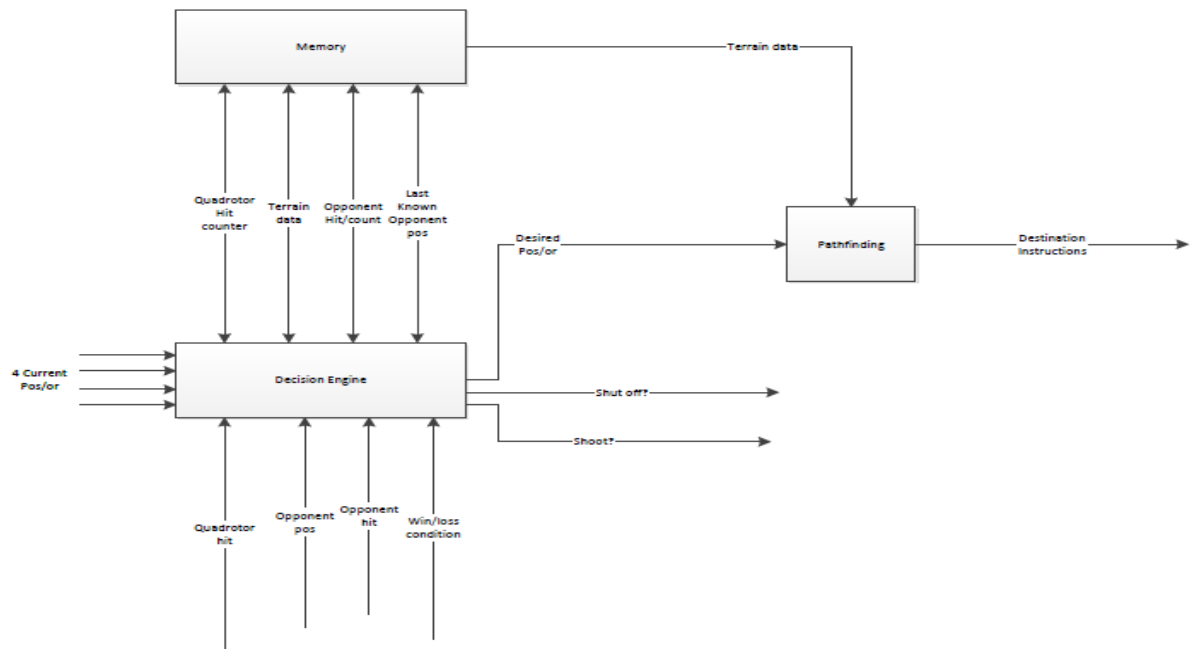 Memory
Terrain data
Quadrotor
Hit
counter
Terrain
data
Opponent
Hit/count
Last
Known
Opponent
pos
Desired
Pos/or
Pathfinding
Destination
Instructions
4 Current
Pos/or
Decision Engine
Shut off?
Shoot?
Quadrotor
hit
Opponent
pos
Opponent
hit
Win/loss
condition